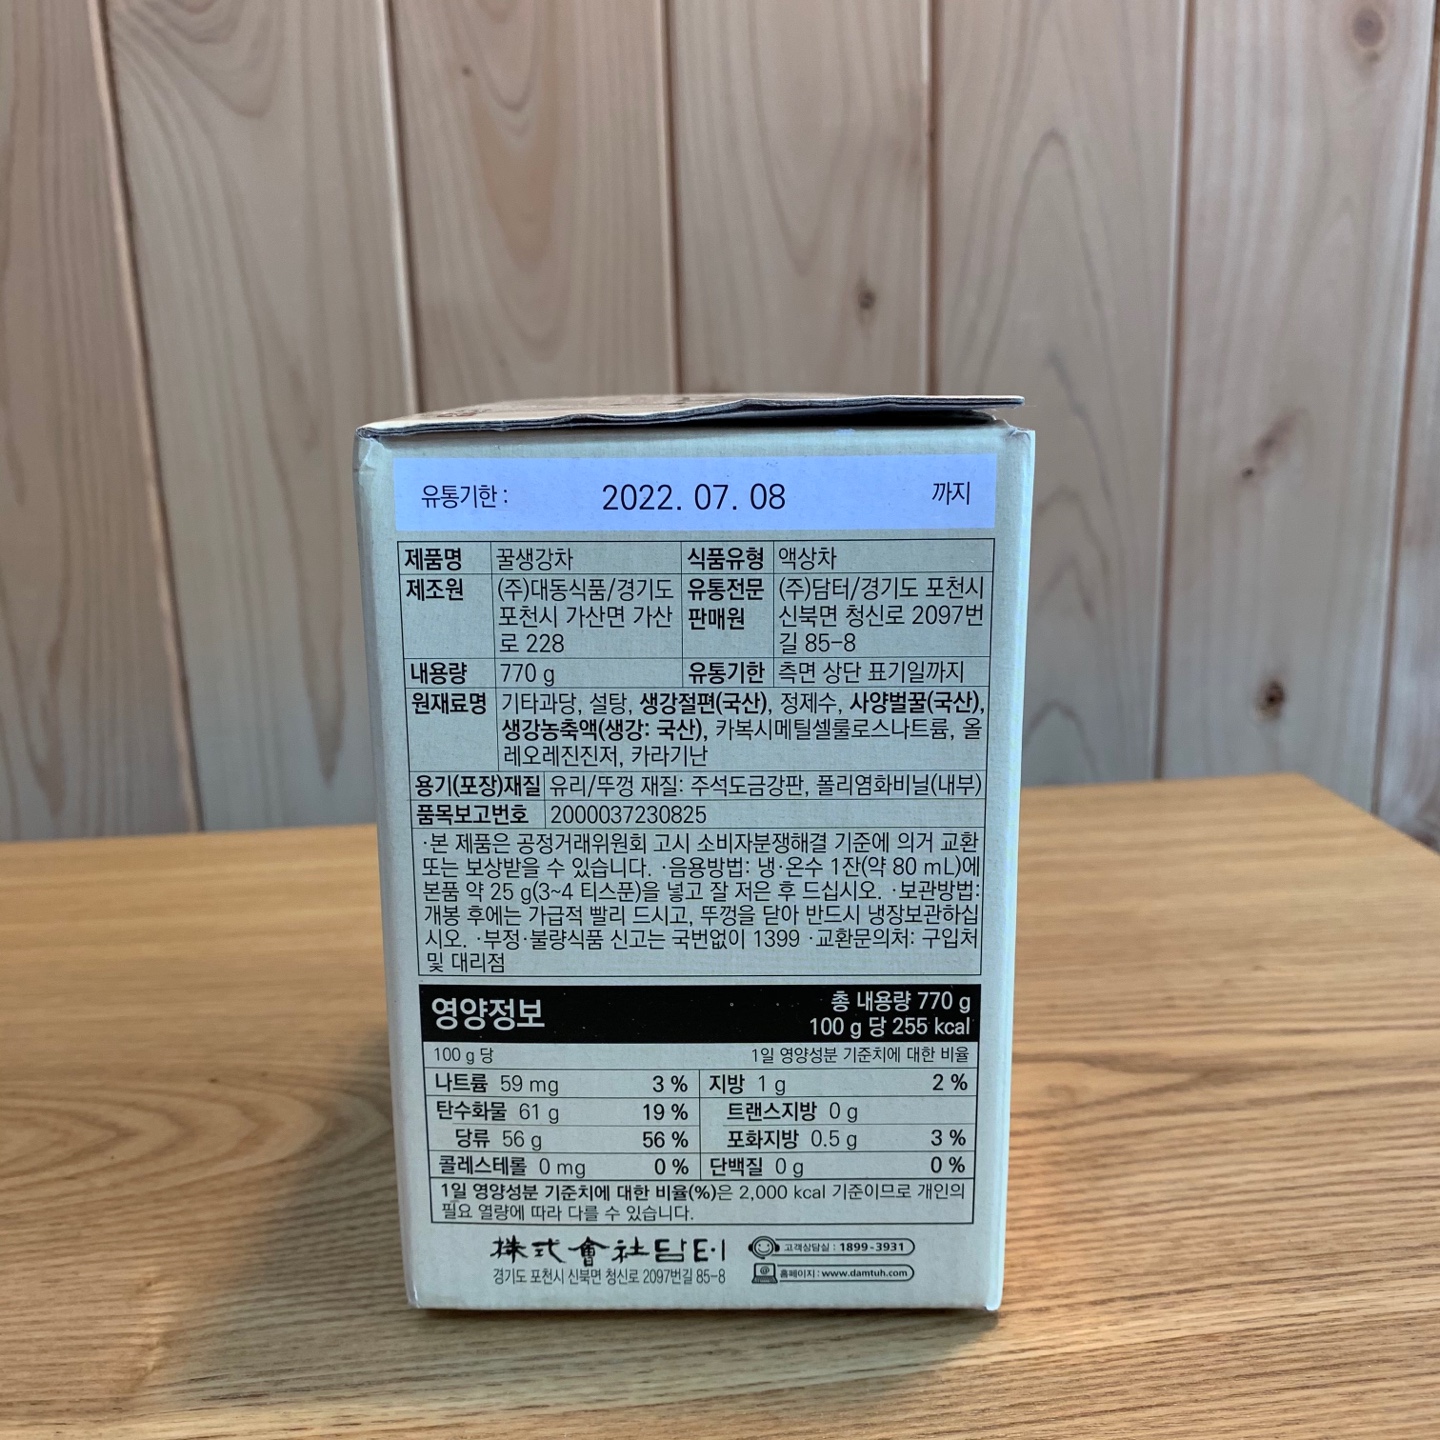 유통기한 : 2022. 07. 08 까지
제품명 꿀생강차 식품유형 액상차
제조원 (주)대동식품/경기도 포천시 가산면 가산로 228
유통전문판매원 (주)담터/경기도 포천시 신북면 청신로 2097번길 85-8
내용량 770 g 유통기한 측면 상단 표기일까지
원재료명 기타과당, 설탕, 생강절편(국산), 정제수, 사양벌꿀(국산),
생강농축액(생강: 국산), 카복시메틸셀룰로스나트륨, 올
레오레진진저, 카라기난
용기(포장)재질 유리/뚜껑 재질: 주석도금강판, 폴리염화비닐(내부)
품목보고번호 2000037230825
·본 제품은 공정거래위원회 고시 소비자분쟁해결 기준에 의거 교환
또는 보상받을 수 있습니다. ·음용방법: 냉·온수 1잔(약 80 mL)에
본품 약 25 g(3~4 티스푼)을 넣고 잘 저은 후 드십시오. ·보관방법:
개봉 후에는 가급적 빨리 드시고, 뚜껑을 닫아 반드시 냉장보관하십
시오. ·부정·불량식품 신고는 국번없이 1399 ·교환문의처: 구입처
및 대리점
영양정보 총 내용량 770 g
100 g 당 255 kcal
100 g 당 1일 영양성분 기준치에 대한 비율
나트륨 59 mg 3 % 지방 1 g 2 %
탄수화물 61 g 19 % 트랜스지방 0 g
당류 56 g 56 % 포화지방 0.5 g 3 %
콜레스테롤 0 mg 0 % 단백질 0 g 0 %
1일 영양성분 기준치에 대한 비율(%)은 2,000 kcal 기준이므로 개인의
필요 열량에 따라 다를 수 있습니다.
株式會社담터 고객상담실 : 1899-3931
경기도 포천시 신북면 청신로 2097번길 85-8 홈페이지 : www.damtuh.com